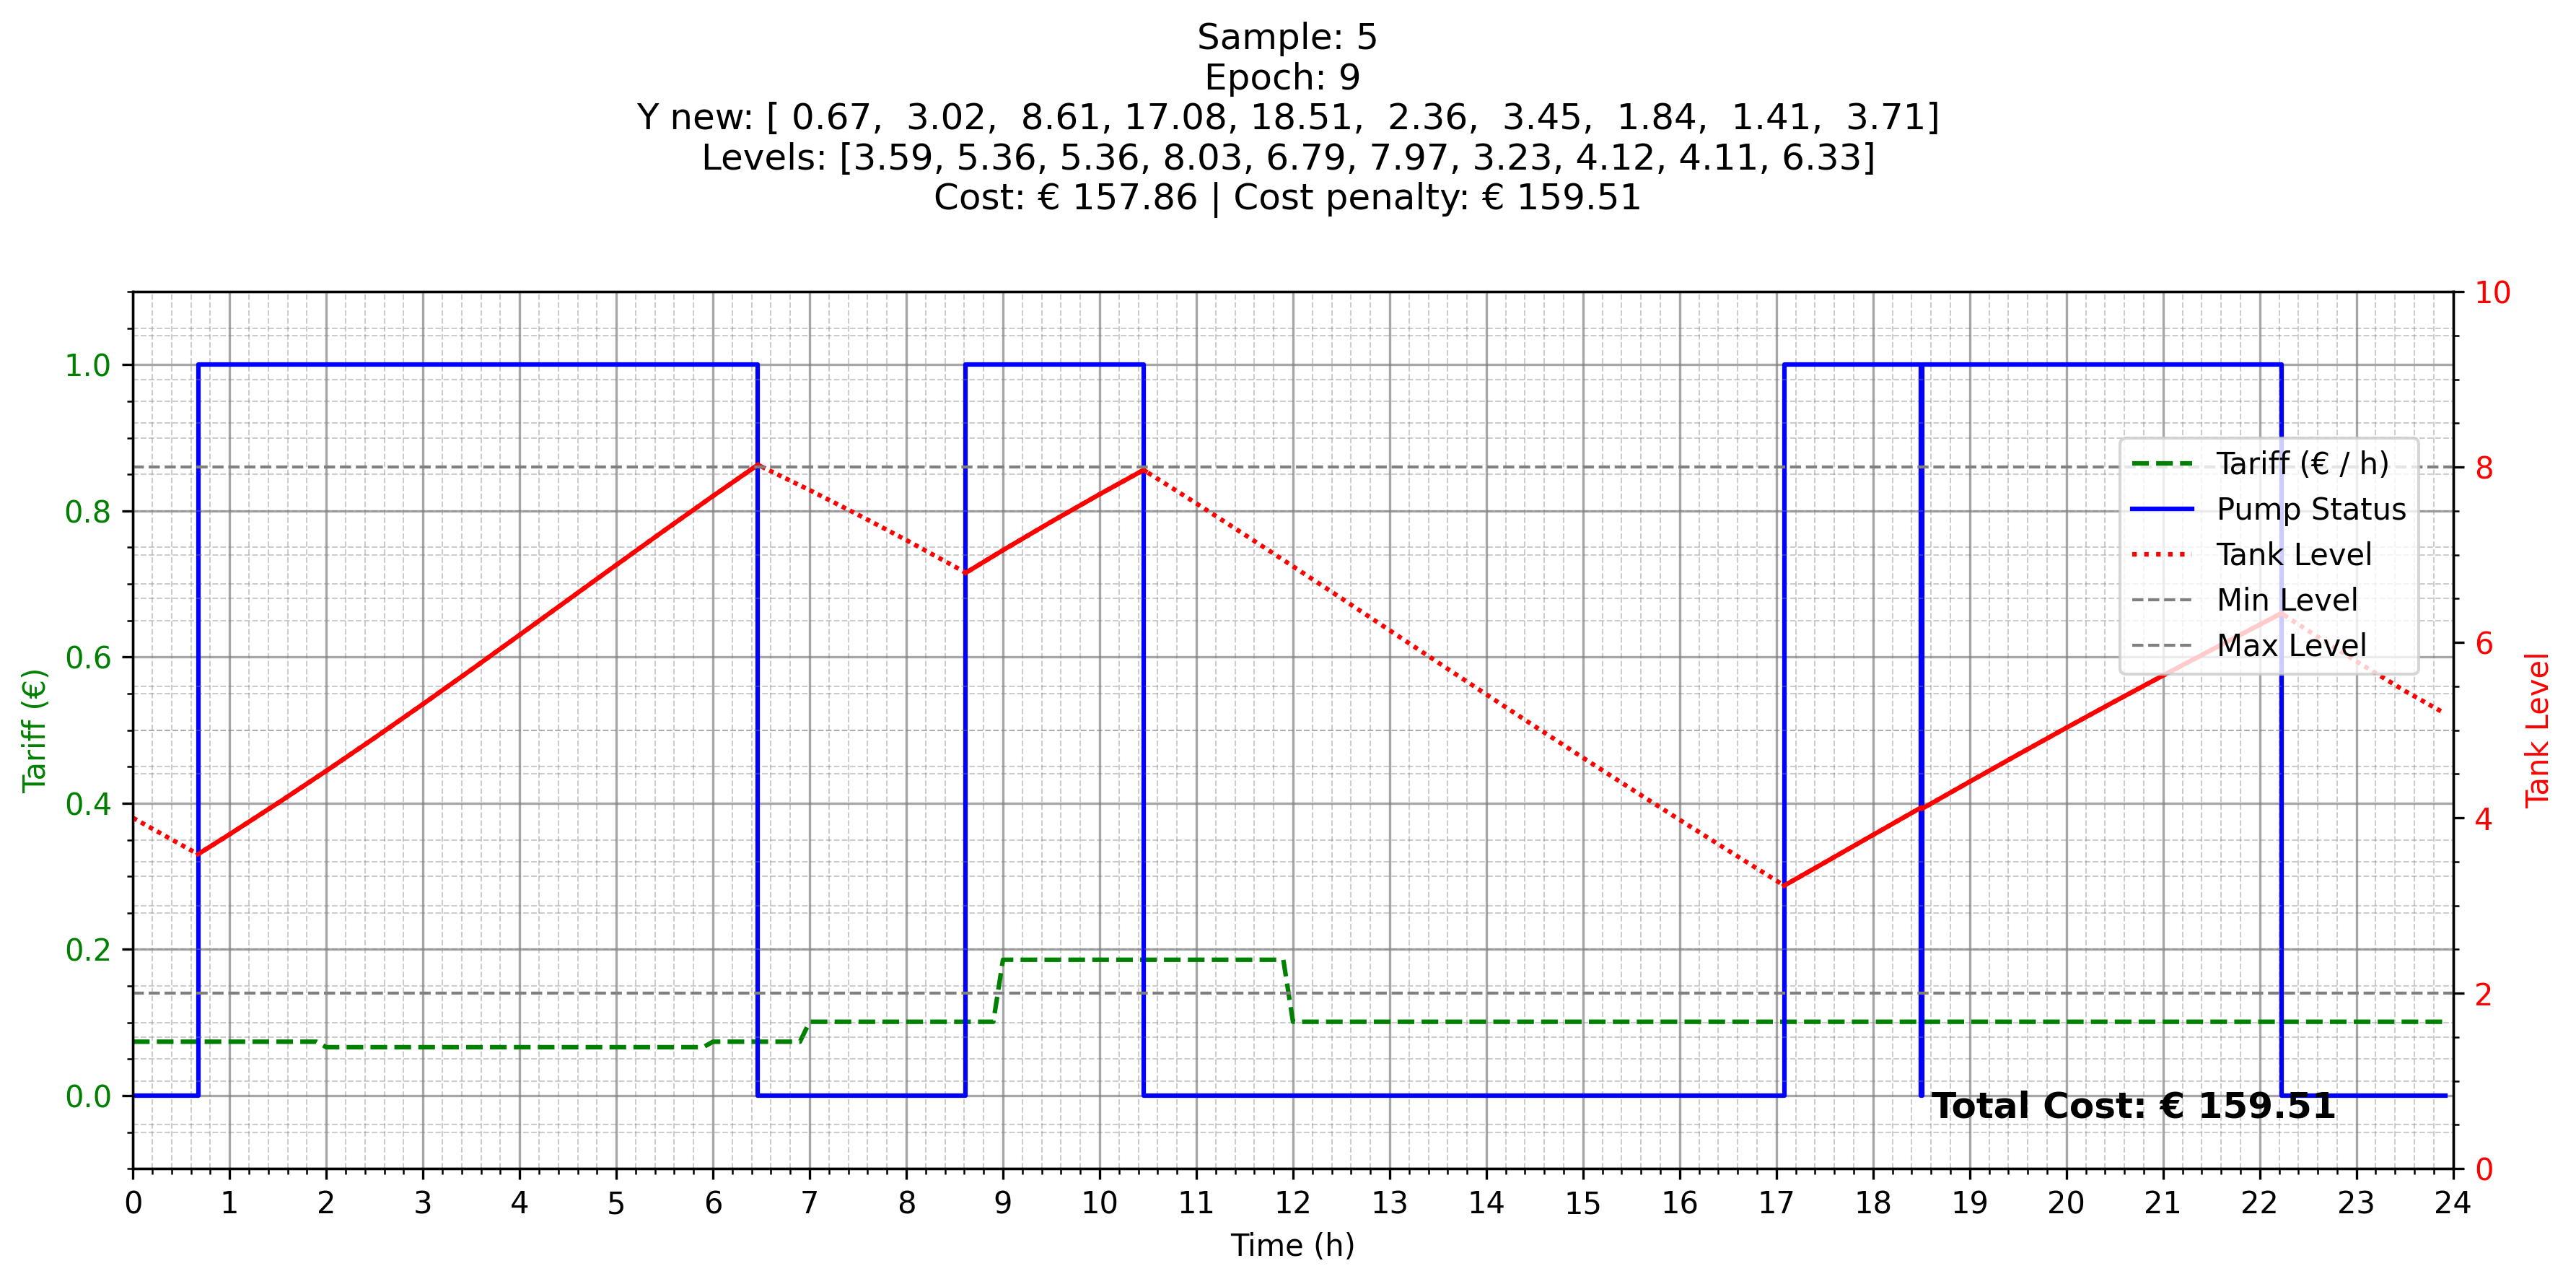 Sample: 5
Epoch: 9
Y new: [ 0.67,  3.02,  8.61, 17.08, 18.51,  2.36,  3.45,  1.84,  1.41,  3.71]
Levels: [3.59, 5.36, 5.36, 8.03, 6.79, 7.97, 3.23, 4.12, 4.11, 6.33]
Cost: € 157.86 | Cost penalty: € 159.51
1.0
0.8
0.6
0.4
0.2
0.0
Tariff (€)
10
8
6
4
2
0
Tank Level
Tariff (€ / h)
Pump Status
Tank Level
Min Level
Max Level
Total Cost: € 159.51
0 1 2 3 4 5 6 7 8 9 10 11 12 13 14 15 16 17 18 19 20 21 22 23 24
Time (h)